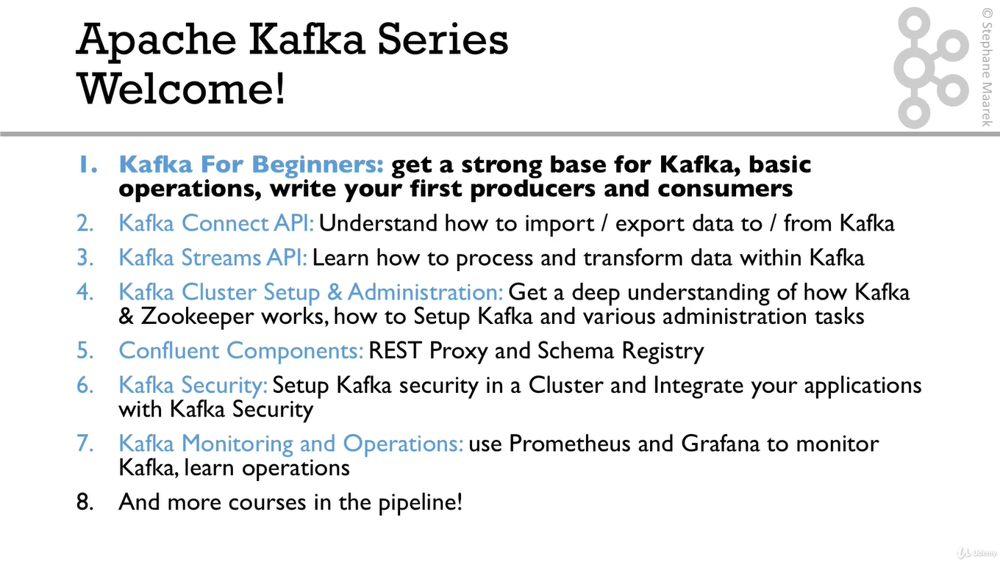 Apache Kafka Series
Welcome!
© Stephane Maarek
1. Kafka For Beginners: get a strong base for Kafka, basic
operations, write your first producers and consumers
2. Kafka Connect API: Understand how to import / export data to / from Kafka
3. Kafka Streams API: Learn how to process and transform data within Kafka
4. Kafka Cluster Setup & Administration: Get a deep understanding of how Kafka
& Zookeeper works, how to Setup Kafka and various administration tasks
5. Confluent Components: REST Proxy and Schema Registry
6. Kafka Security: Setup Kafka security in a Cluster and Integrate your applications
with Kafka Security
7. Kafka Monitoring and Operations: use Prometheus and Grafana to monitor
Kafka, learn operations
8. And more courses in the pipeline!
Udemy